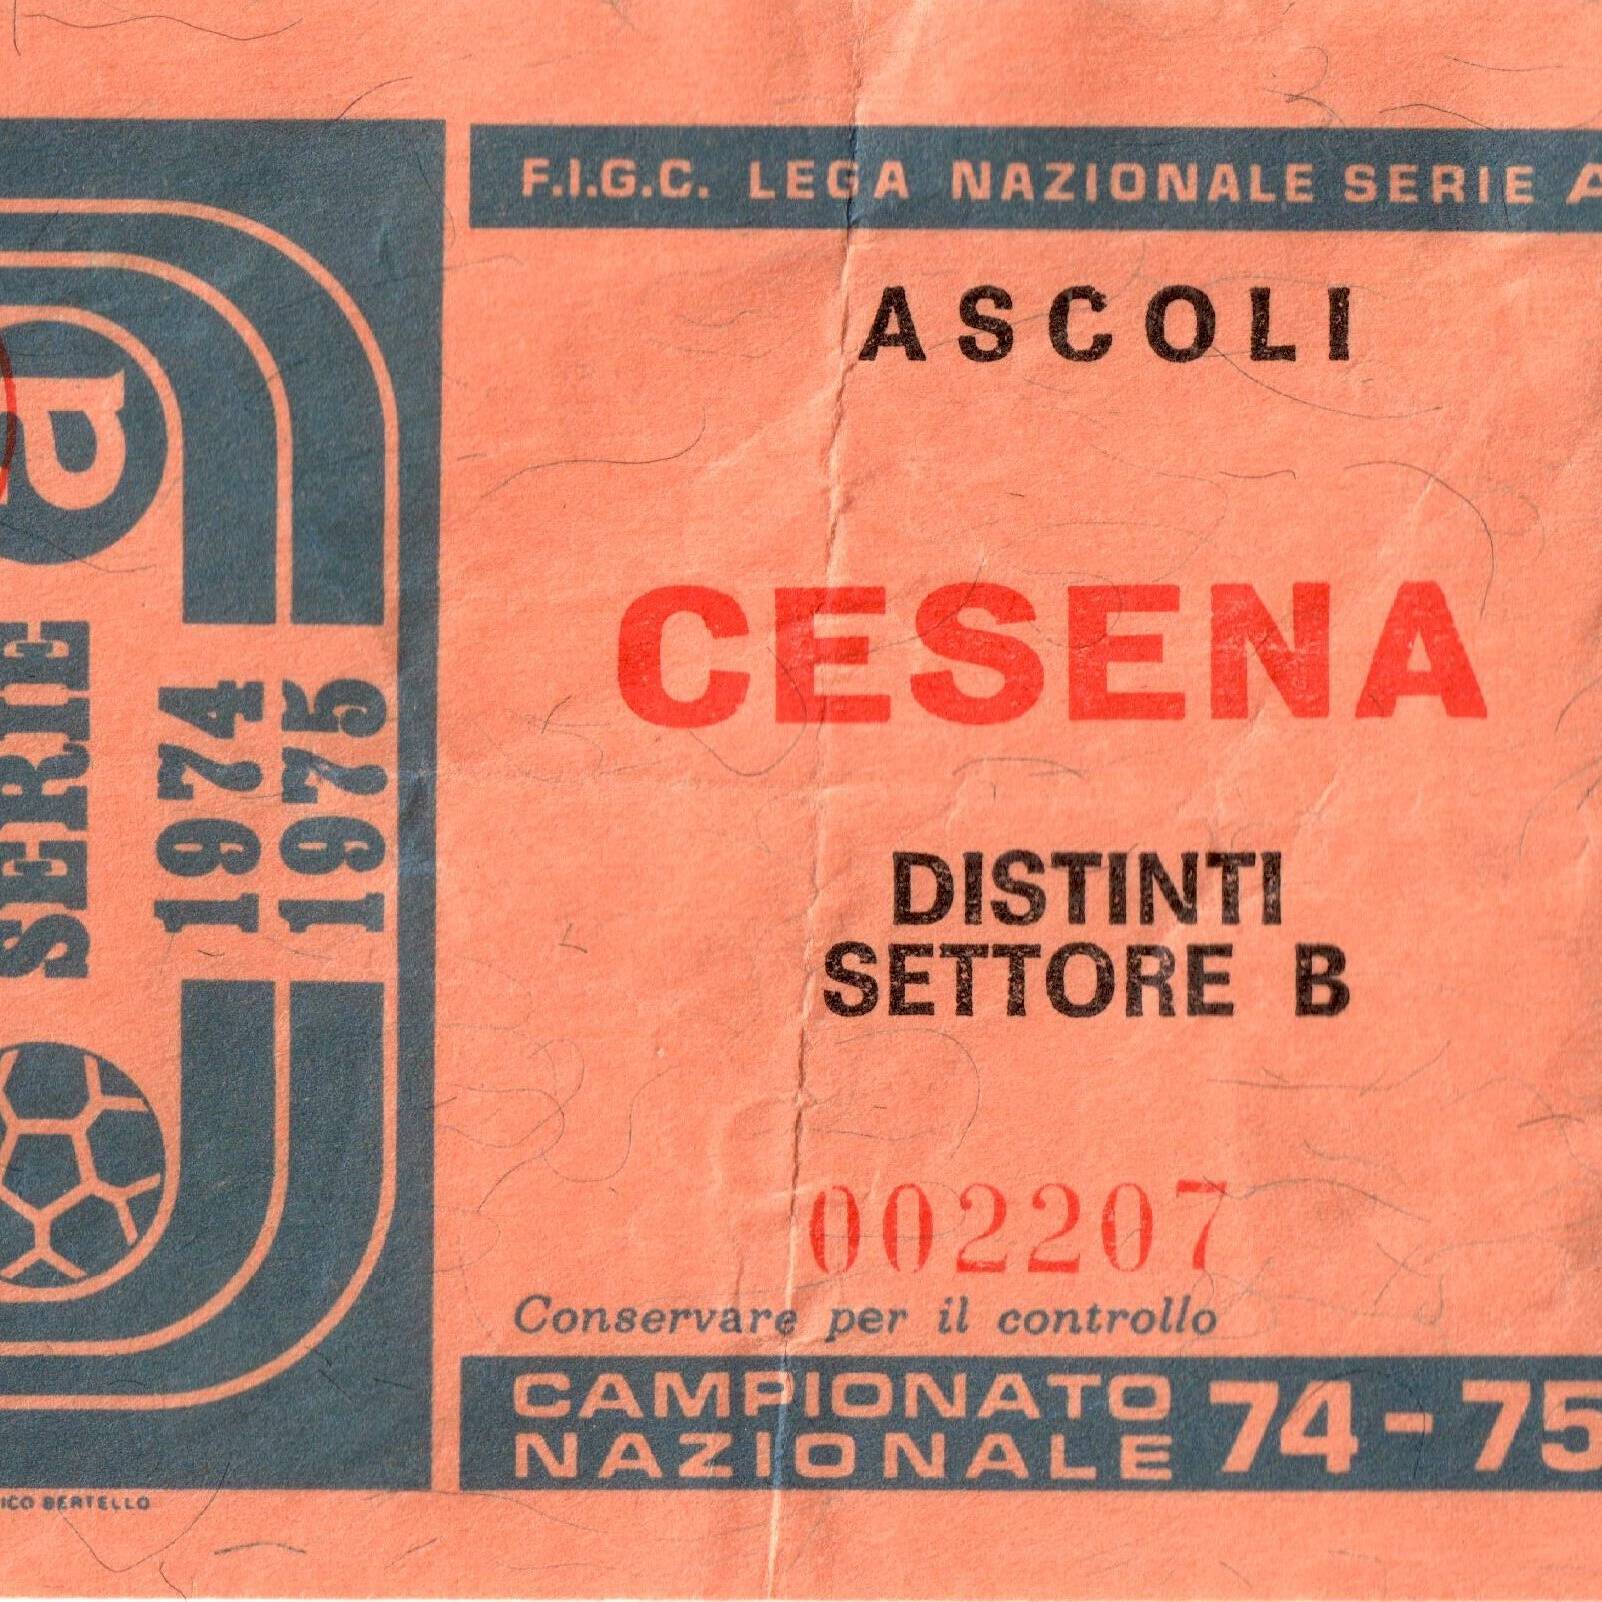 F.I.G.C. LEGA NAZIONALE SERIE A
ASCOLI
CESENA
DISTINTI
SETTORE B
002207
Conservare per il controllo
CAMPIONATO
NAZIONALE 74-75
SERIE a
1974
1975
BERTELLO